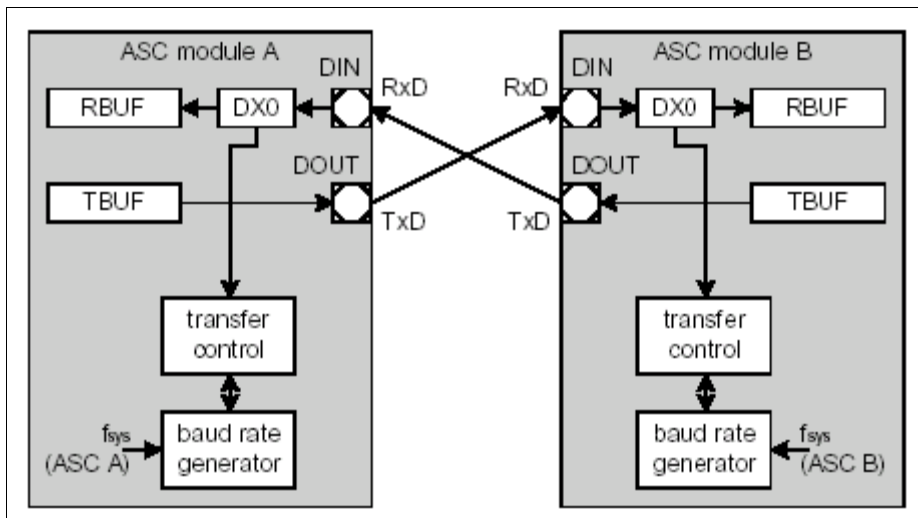 ASC module A
DIN
RxD
RBUF
DX0
DOUT
TBUF
TxD
transfer
control
baud rate
generator
fsys
(ASC A)
ASC module B
RxD
DIN
DX0
RBUF
DOUT
TxD
TBUF
transfer
control
baud rate
generator
fsys
(ASC B)